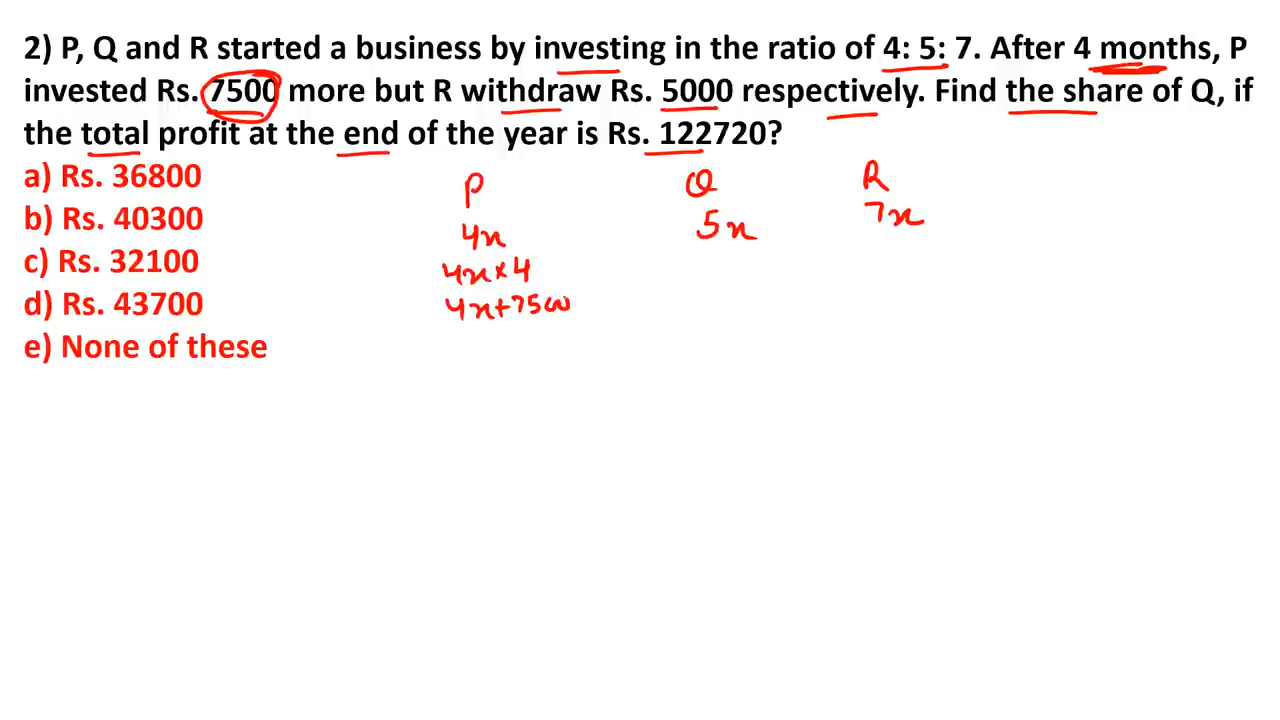 2) P, Q and R started a business by investing in the ratio of 4: 5: 7. After 4 months, P
invested Rs. 7500 more but R withdraw Rs. 5000 respectively. Find the share of Q, if
the total profit at the end of the year is Rs. 122720?
a) Rs. 36800
b) Rs. 40300
c) Rs. 32100
d) Rs. 43700
e) None of these
P Q R
4x 5x 7x
4x×4
4x+7500